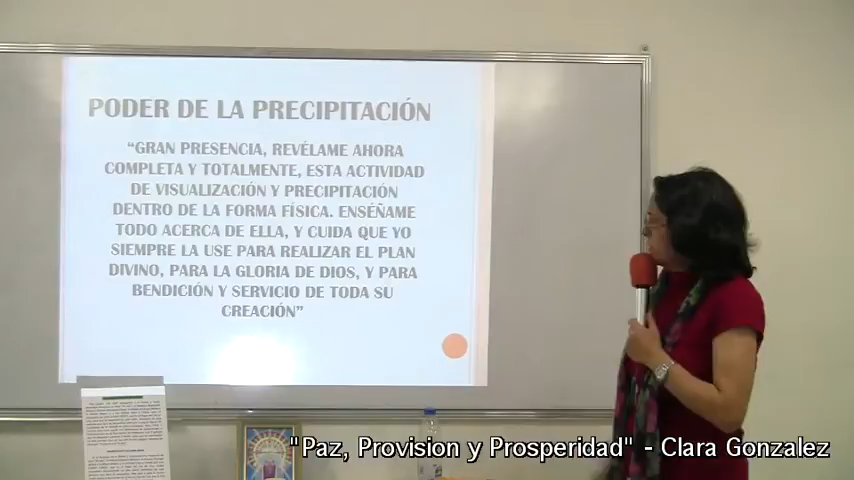 PODER DE LA PRECIPITACIÓN
“GRAN PRESENCIA, REVÉLAME AHORA
COMPLETA Y TOTALMENTE, ESTA ACTIVIDAD
DE VISUALIZACIÓN Y PRECIPITACIÓN
DENTRO DE LA FORMA FÍSICA. ENSÉÑAME
TODO ACERCA DE ELLA, Y CUIDA QUE YO
SIEMPRE LA USE PARA REALIZAR EL PLAN
DIVINO, PARA LA GLORIA DE DIOS, Y PARA
BENDICIÓN Y SERVICIO DE TODA SU
CREACIÓN”
"Paz, Provision y Prosperidad" - Clara Gonzalez